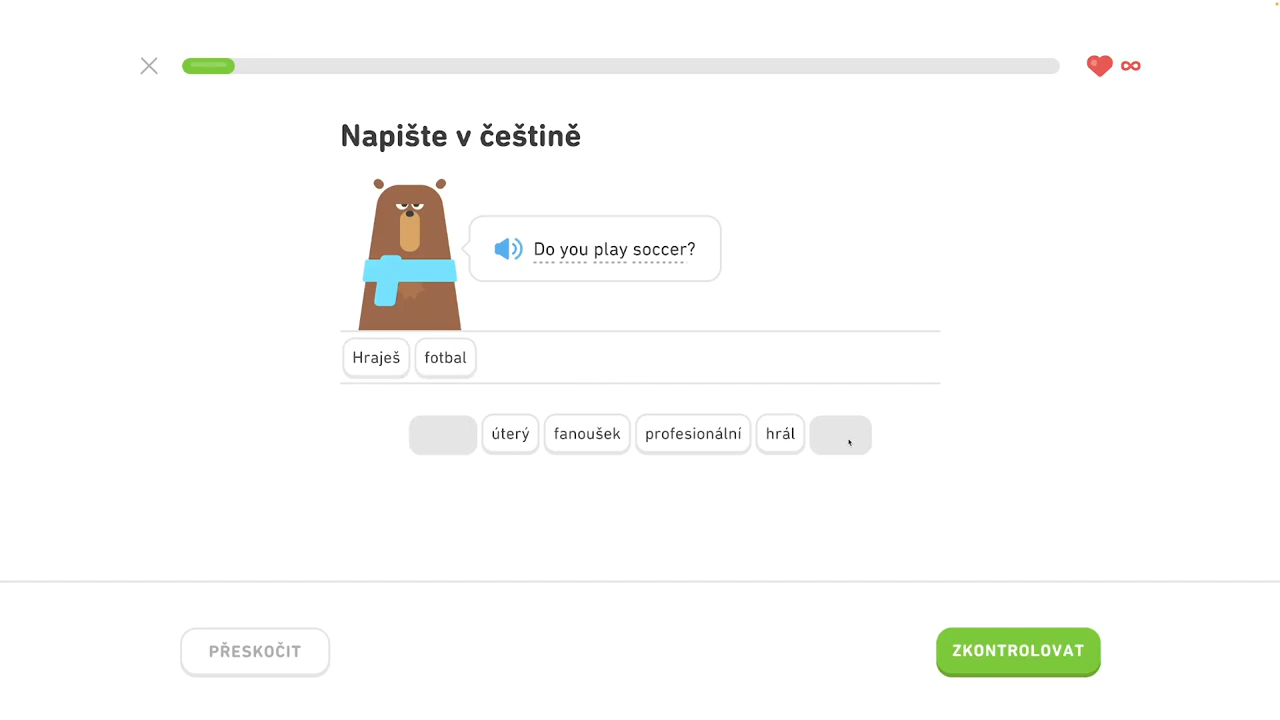 Napište v češtině
Do you play soccer?
Hraješ fotbal
úterý fanoušek profesionální hrál
PŘESKOČIT ZKONTROLOVAT